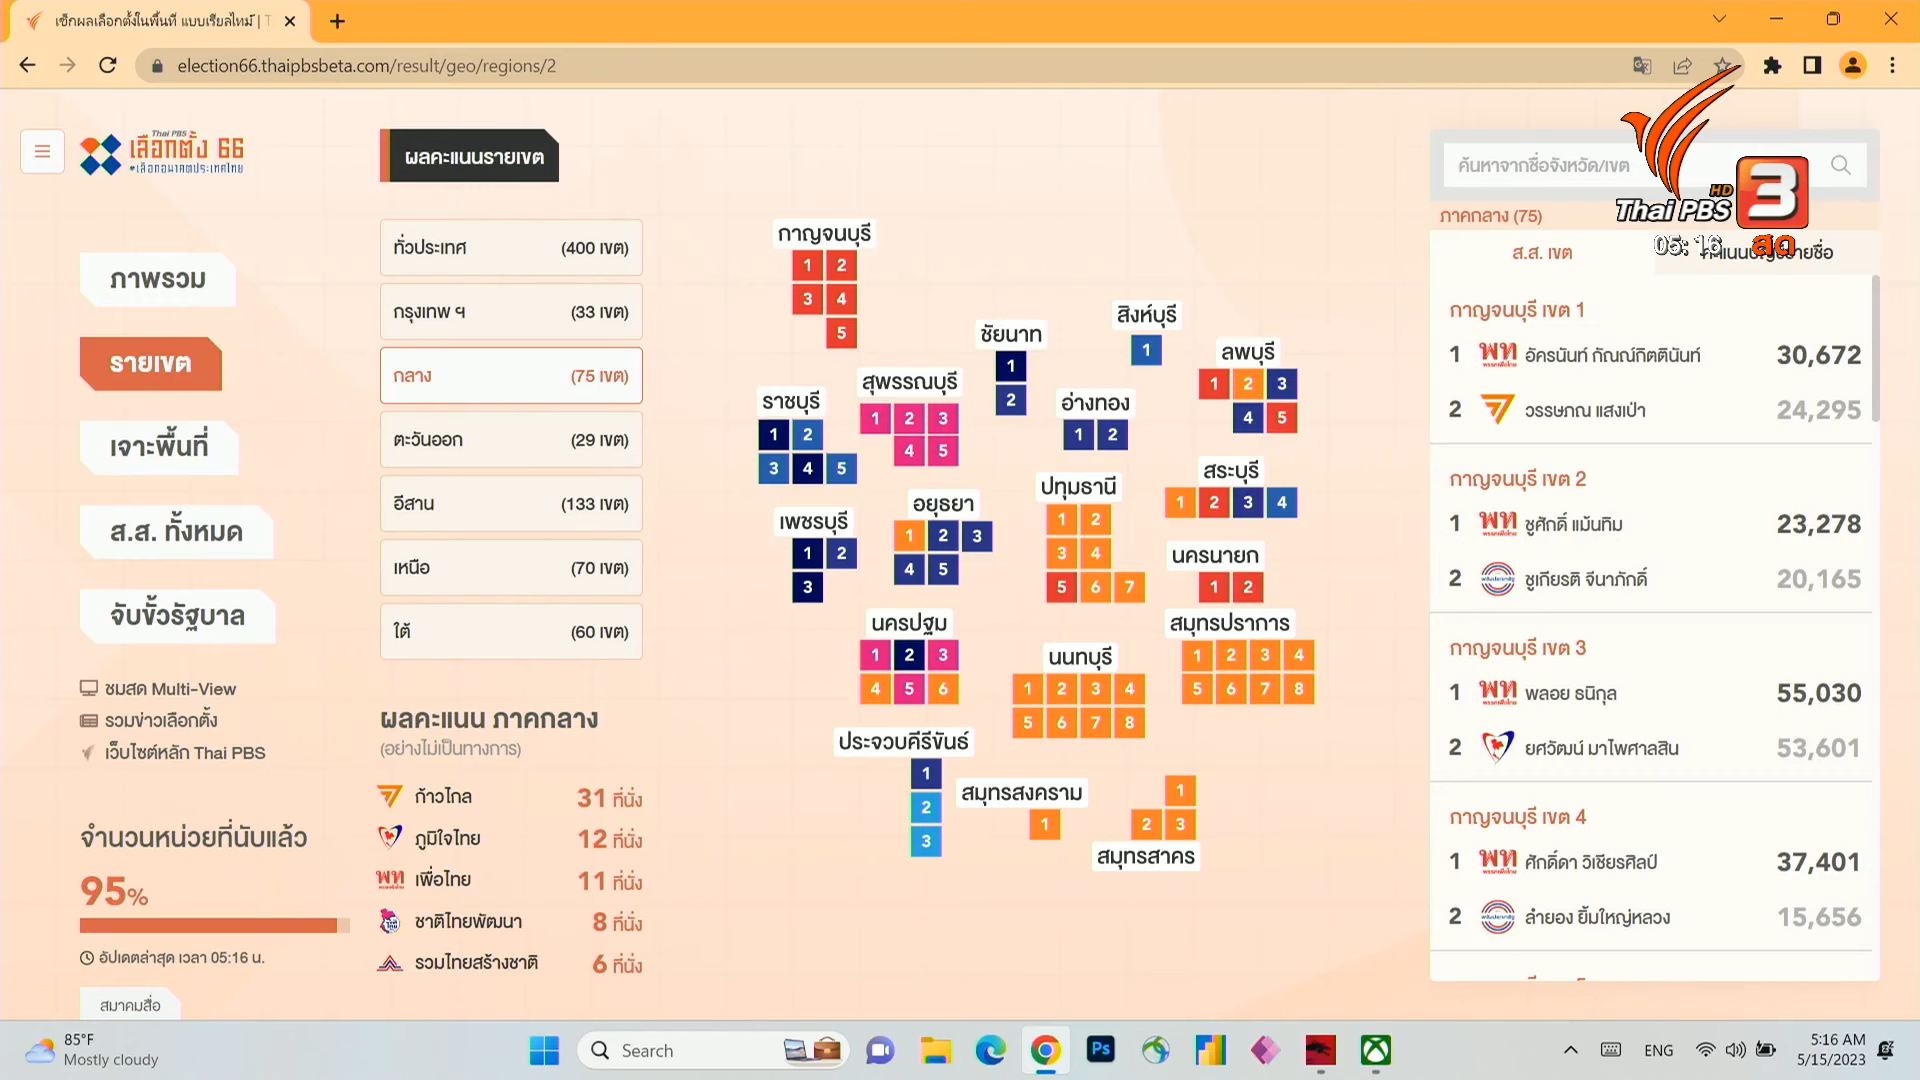 เช็กผลเลือกตั้งในพื้นที่ แบบเรียลไทม์ | T
election66.thaipbsbeta.com/result/geo/regions/2
Thai PBS
เลือกตั้ง 66
#เลือกอนาคตประเทศไทย
ภาพรวม
รายเขต
เจาะพื้นที่
ส.ส. ทั้งหมด
จับขั้วรัฐบาล
ชมสด Multi-View
รวมข่าวเลือกตั้ง
เว็บไซต์หลัก Thai PBS
จำนวนหน่วยที่นับแล้ว
95%
อัปเดตล่าสุด เวลา 05:16 น.
สมาคมสื่อ
ผลคะแนนรายเขต
ทั่วประเทศ (400 เขต)
กรุงเทพ ฯ (33 เขต)
กลาง (75 เขต)
ตะวันออก (29 เขต)
อีสาน (133 เขต)
เหนือ (70 เขต)
ใต้ (60 เขต)
ผลคะแนน ภาคกลาง
(อย่างไม่เป็นทางการ)
ก้าวไกล 31 ที่นั่ง
ภูมิใจไทย 12 ที่นั่ง
เพื่อไทย 11 ที่นั่ง
ชาติไทยพัฒนา 8 ที่นั่ง
รวมไทยสร้างชาติ 6 ที่นั่ง
กาญจนบุรี
1 2
3 4
5
สิงห์บุรี
1
ชัยนาท
1
2
ลพบุรี
1 2 3
4 5
สุพรรณบุรี
1 2 3
4 5
ราชบุรี
1 2
3 4 5
อ่างทอง
1 2
สระบุรี
1 2 3 4
ปทุมธานี
1 2
3 4
5 6 7
อยุธยา
1 2 3
4 5
เพชรบุรี
1 2
3
นครนายก
1 2
นครปฐม
1 2 3
4 5 6
สมุทรปราการ
1 2 3 4
5 6 7 8
นนทบุรี
1 2 3 4
5 6 7 8
ประจวบคีรีขันธ์
1
2
3
สมุทรสงคราม
1
1
2 3
สมุทรสาคร
ค้นหาจากชื่อจังหวัด/เขต
HD
Thai PBS 3
05:16 สด
ภาคกลาง (75)
ส.ส. เขต
กาญจนบุรี เขต 1
1 พท อัครนันท์ กัณณ์กิตตินันท์ 30,672
2 วรรษภณ แสงเป่า 24,295
กาญจนบุรี เขต 2
1 พท ชูศักดิ์ แม้นทิม 23,278
2 ชูเกียรติ จีนาภักดิ์ 20,165
กาญจนบุรี เขต 3
1 พท พลอย ธนิกุล 55,030
2 ยศวัฒน์ มาไพศาลสิน 53,601
กาญจนบุรี เขต 4
1 พท ศักดิ์ดา วิเชียรศิลป์ 37,401
2 ลำยอง ยิ้มใหญ่หลวง 15,656
85°F
Mostly cloudy
Search
Ps
ENG
5:16 AM
5/15/2023